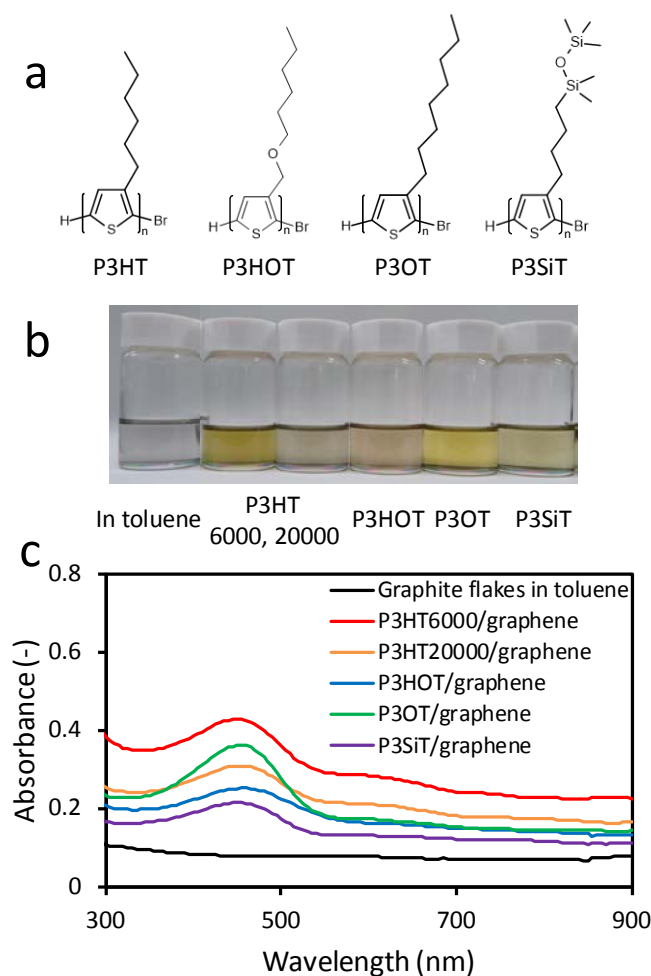 a
Si
O
Si
O
H
S
n
Br
H
S
n
Br
H
S
n
Br
H
S
n
Br
P3HT
P3HOT
P3OT
P3SiT
b
In toluene
P3HT
6000, 20000
P3HOT
P3OT
P3SiT
c
0.8
0.6
0.4
0.2
0
Absorbance (-)
Graphite flakes in toluene
P3HT6000/graphene
P3HT20000/graphene
P3HOT/graphene
P3OT/graphene
P3SiT/graphene
300
500
700
900
Wavelength (nm)